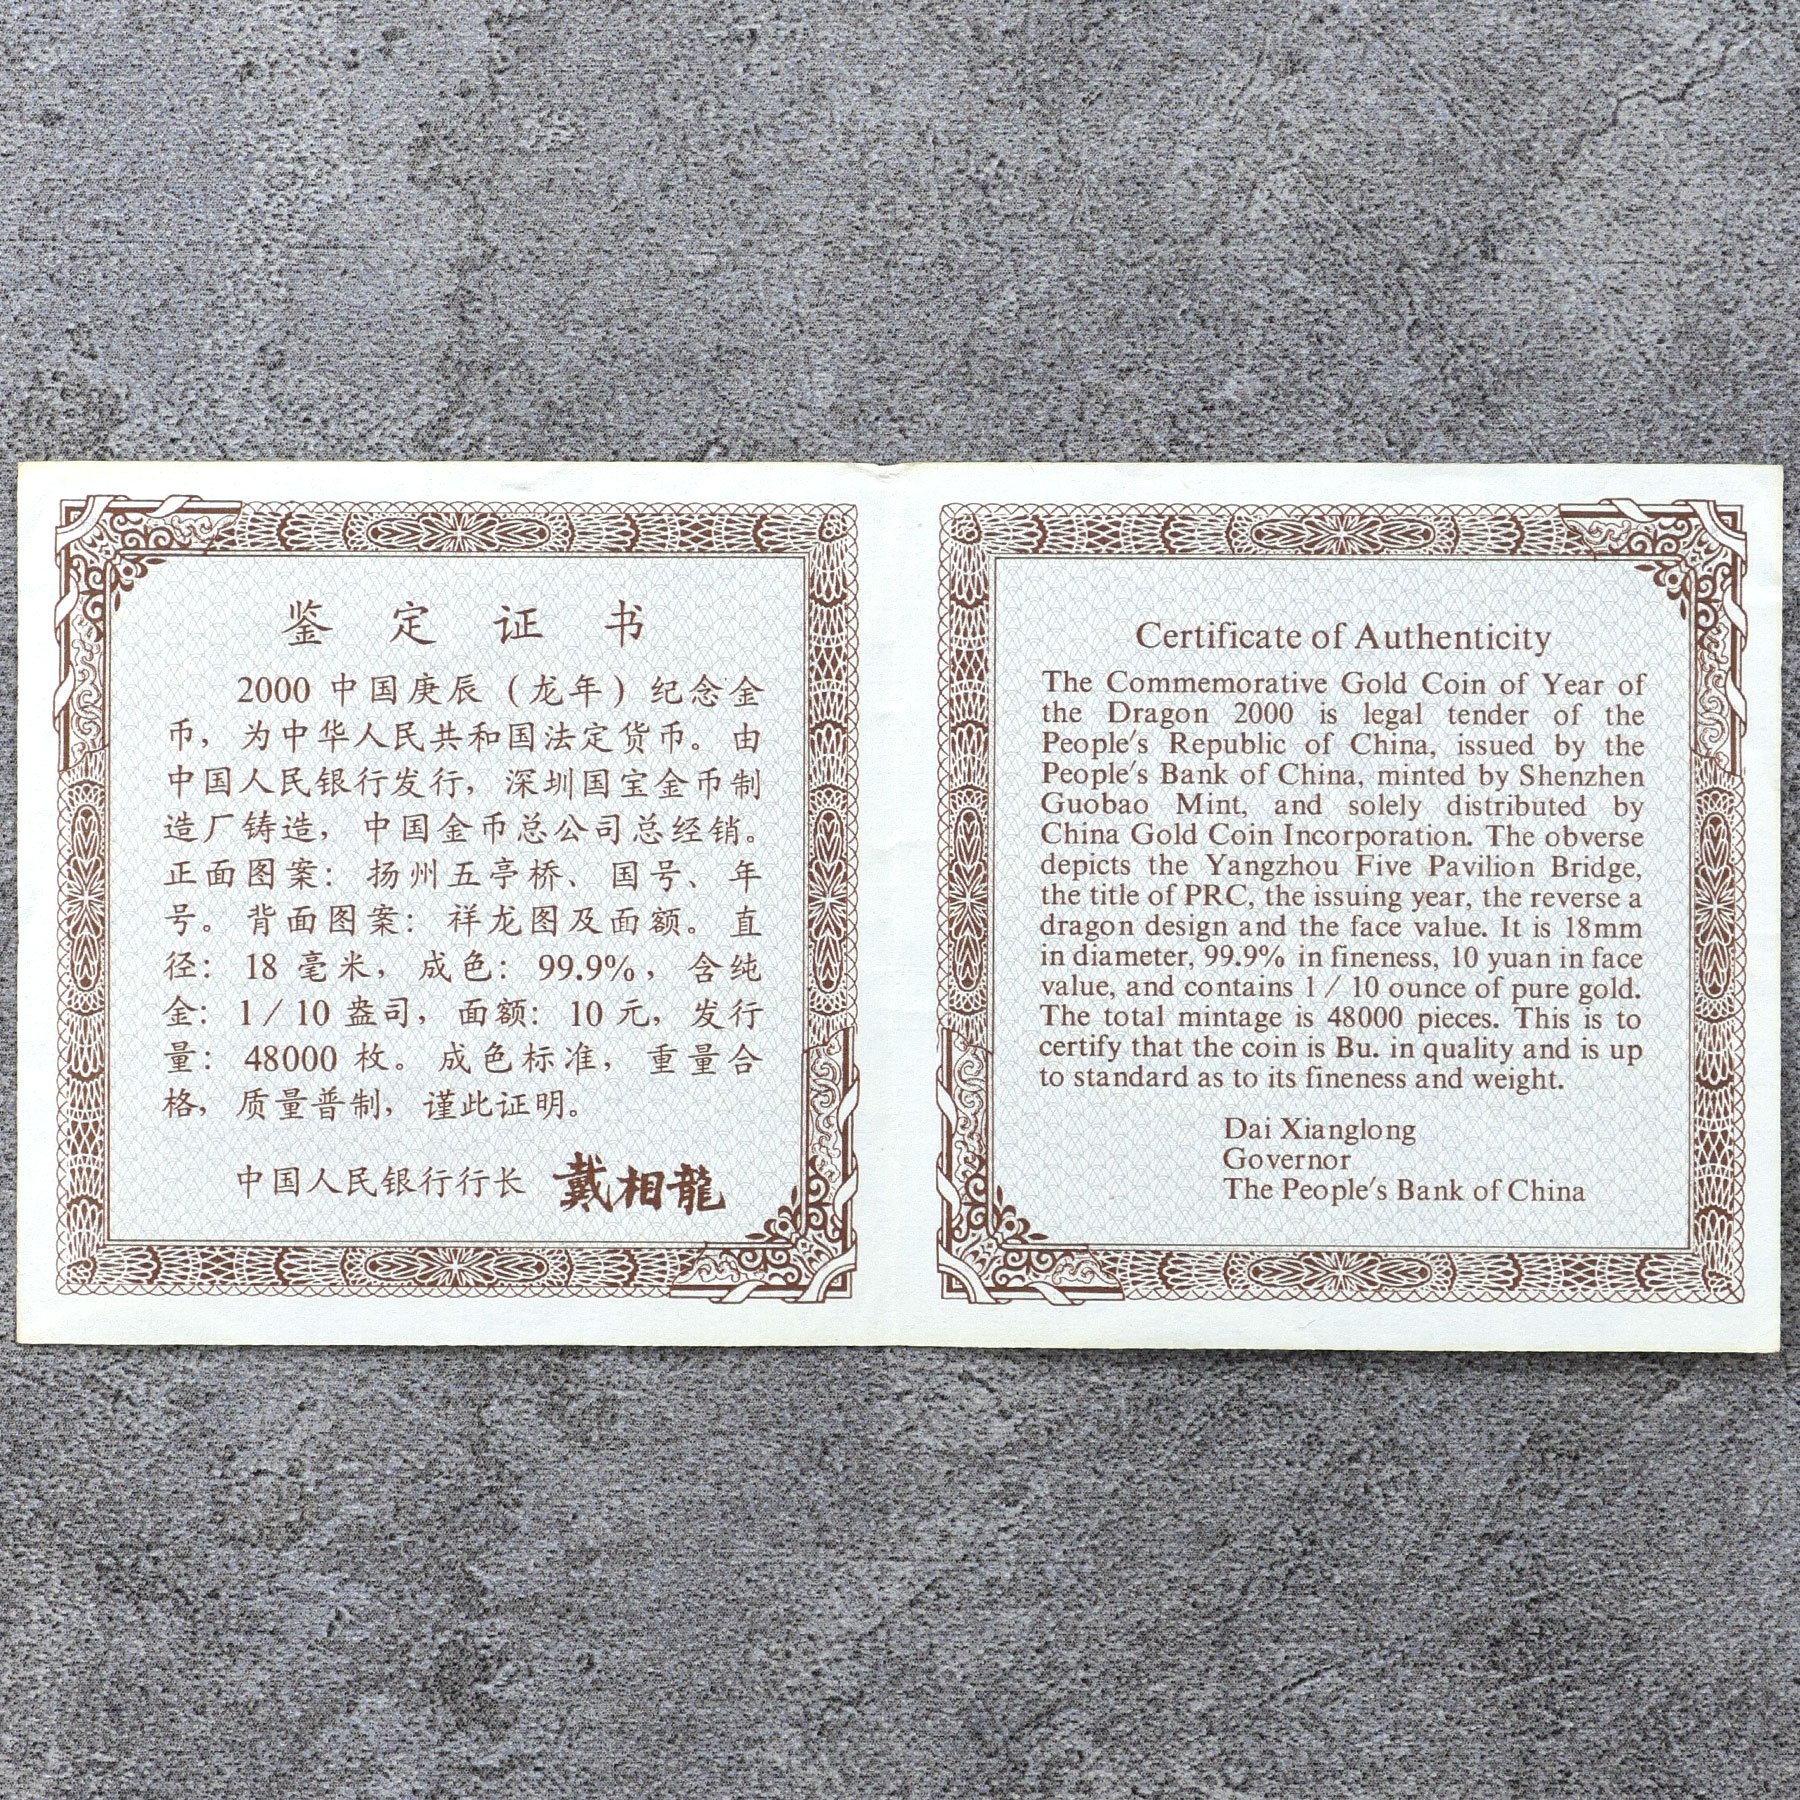 鉴定证书
2000 中国庚辰（龙年）纪念金
币，为中华人民共和国法定货币。由
中国人民银行发行，深圳国宝金币制
造厂铸造，中国金币总公司总经销。
正面图案：扬州五亭桥、国号、年
号。背面图案：祥龙图及面额。直
径：18 毫米，成色：99.9%，含纯
金：1/10 盎司，面额：10 元，发行
量：48000 枚。成色标准，重量合
格，质量普制，谨此证明。
中国人民银行行长 戴相龍
Certificate of Authenticity
The Commemorative Gold Coin of Year of
the Dragon 2000 is legal tender of the
People's Republic of China, issued by the
People's Bank of China, minted by Shenzhen
Guobao Mint, and solely distributed by
China Gold Coin Incorporation. The obverse
depicts the Yangzhou Five Pavilion Bridge,
the title of PRC, the issuing year, the reverse a
dragon design and the face value. It is 18mm
in diameter, 99.9% in fineness, 10 yuan in face
value, and contains 1/10 ounce of pure gold.
The total mintage is 48000 pieces. This is to
certify that the coin is Bu. in quality and is up
to standard as to its fineness and weight.
Dai Xianglong
Governor
The People's Bank of China